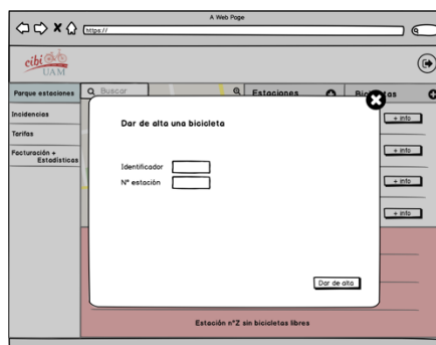 A Web Page
https://
cibi
UAM
Parque estaciones
Buscar
Estaciones
Incidencias
+ info
Tarifas
Facturación +
Estadísticas
+ info
+ info
+ info
Dar de alta una bicicleta
Identificador
Nº estación
Dar de alta
Estación nºZ sin bicicletas libres